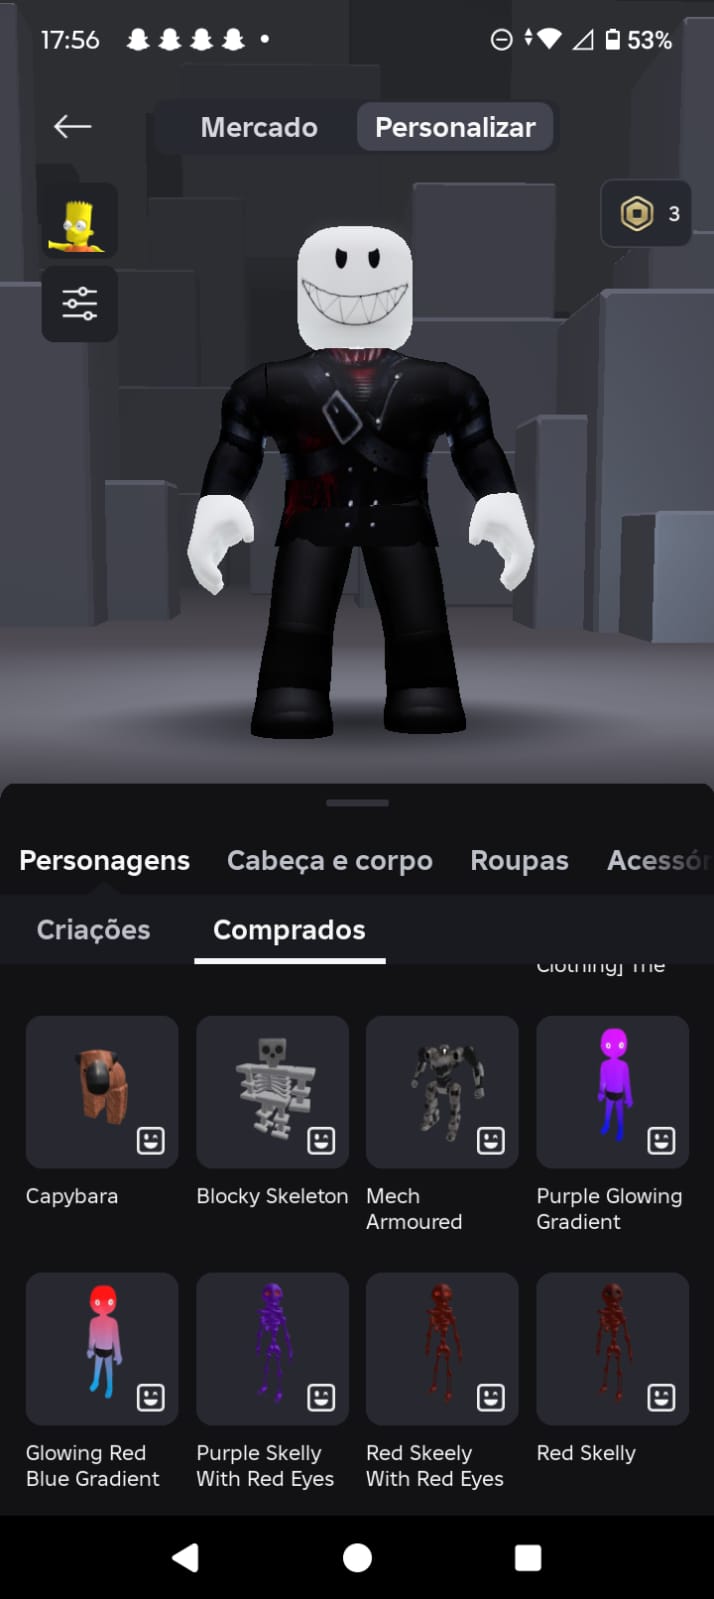 17:56
53%
Mercado
Personalizar
3
Personagens
Cabeça e corpo
Roupas
Acessór
Criações
Comprados
Clothing] The
Capybara
Blocky Skeleton
Mech
Armoured
Purple Glowing
Gradient
Glowing Red
Blue Gradient
Purple Skelly
With Red Eyes
Red Skeely
With Red Eyes
Red Skelly